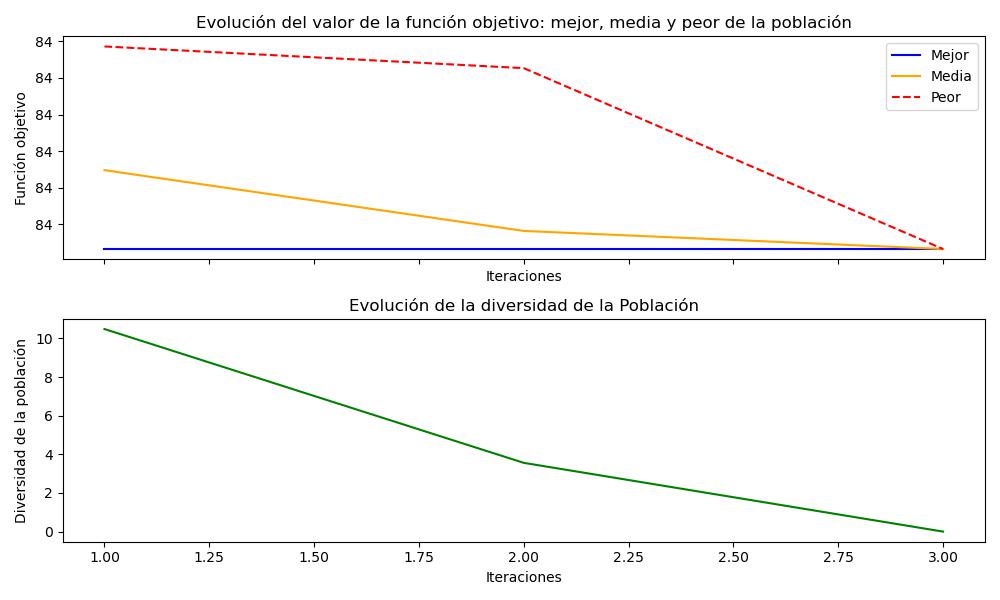 Evolución del valor de la función objetivo: mejor, media y peor de la población
84
84
84
84
84
84
Función objetivo
Mejor
Media
Peor
Iteraciones
Evolución de la diversidad de la Población
10
8
6
4
2
0
Diversidad de la población
1.00 1.25 1.50 1.75 2.00 2.25 2.50 2.75 3.00
Iteraciones